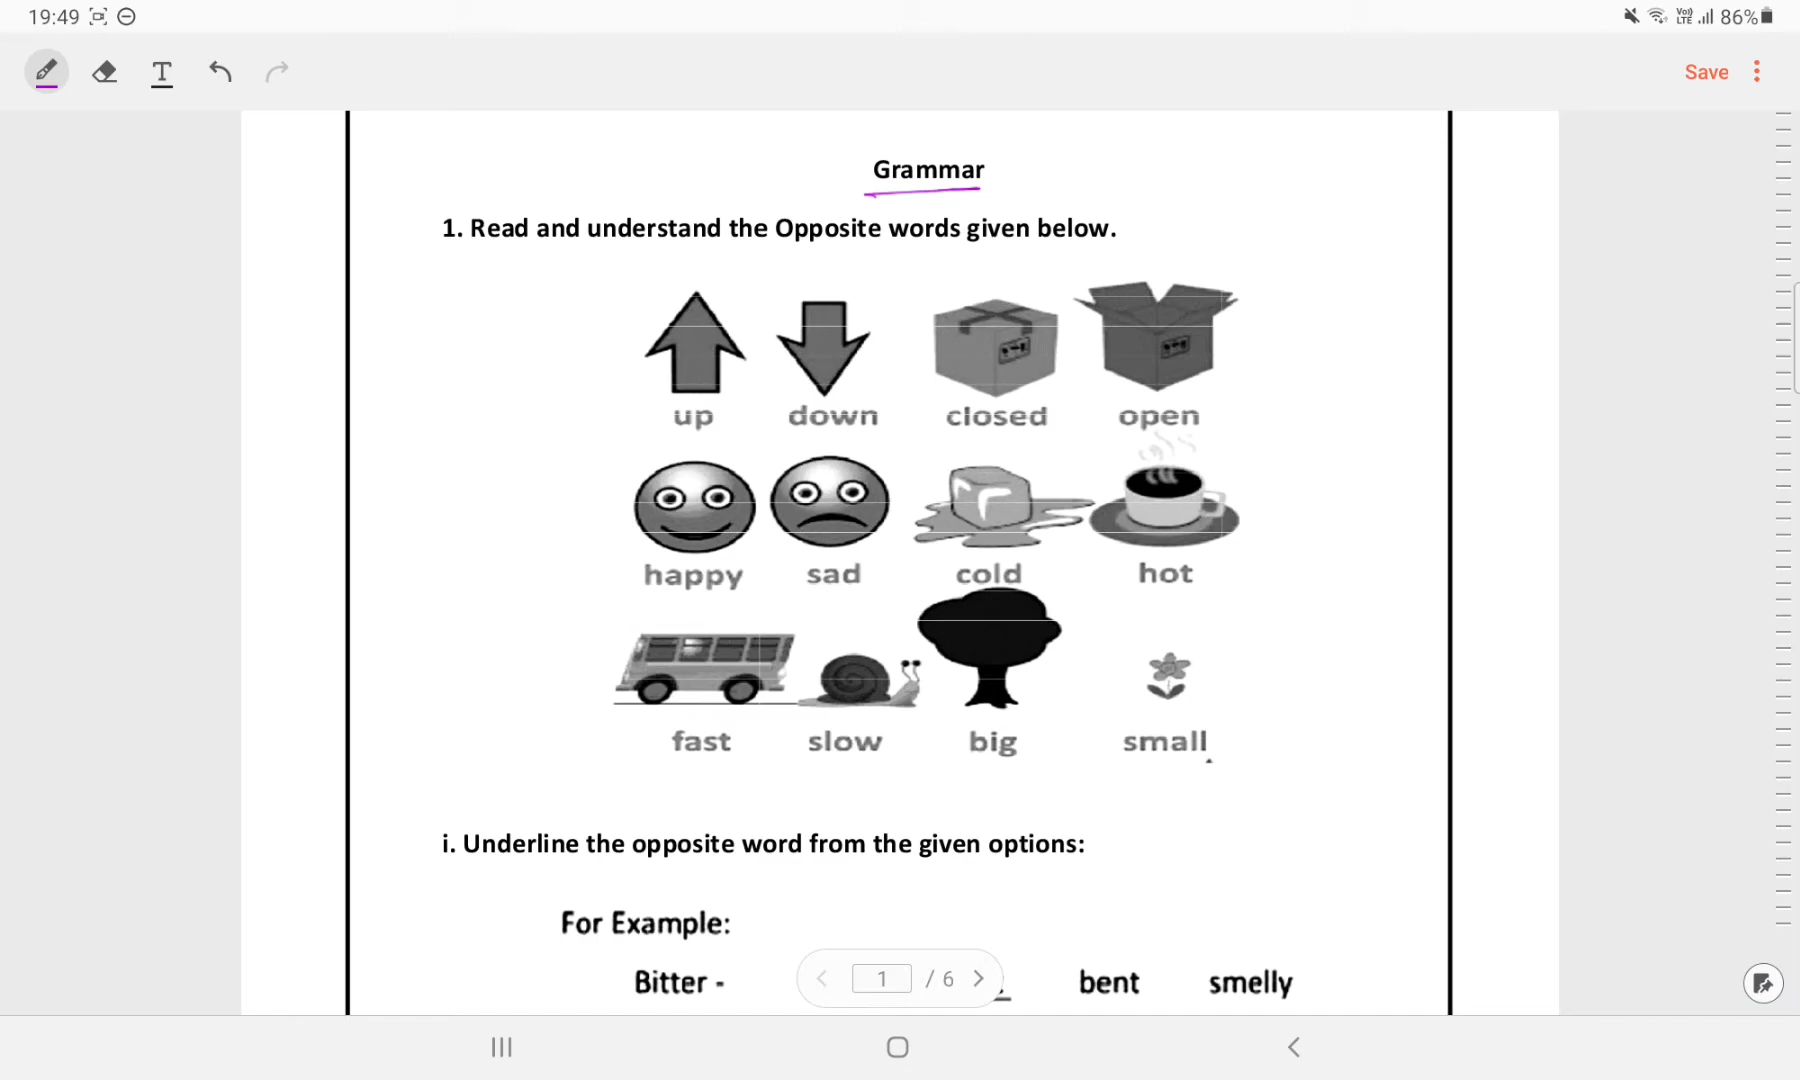 19:49 86%
Save
Grammar
1. Read and understand the Opposite words given below.
up down closed open
happy sad cold hot
fast slow big small
i. Underline the opposite word from the given options:
For Example:
Bitter - bent smelly
1 / 6